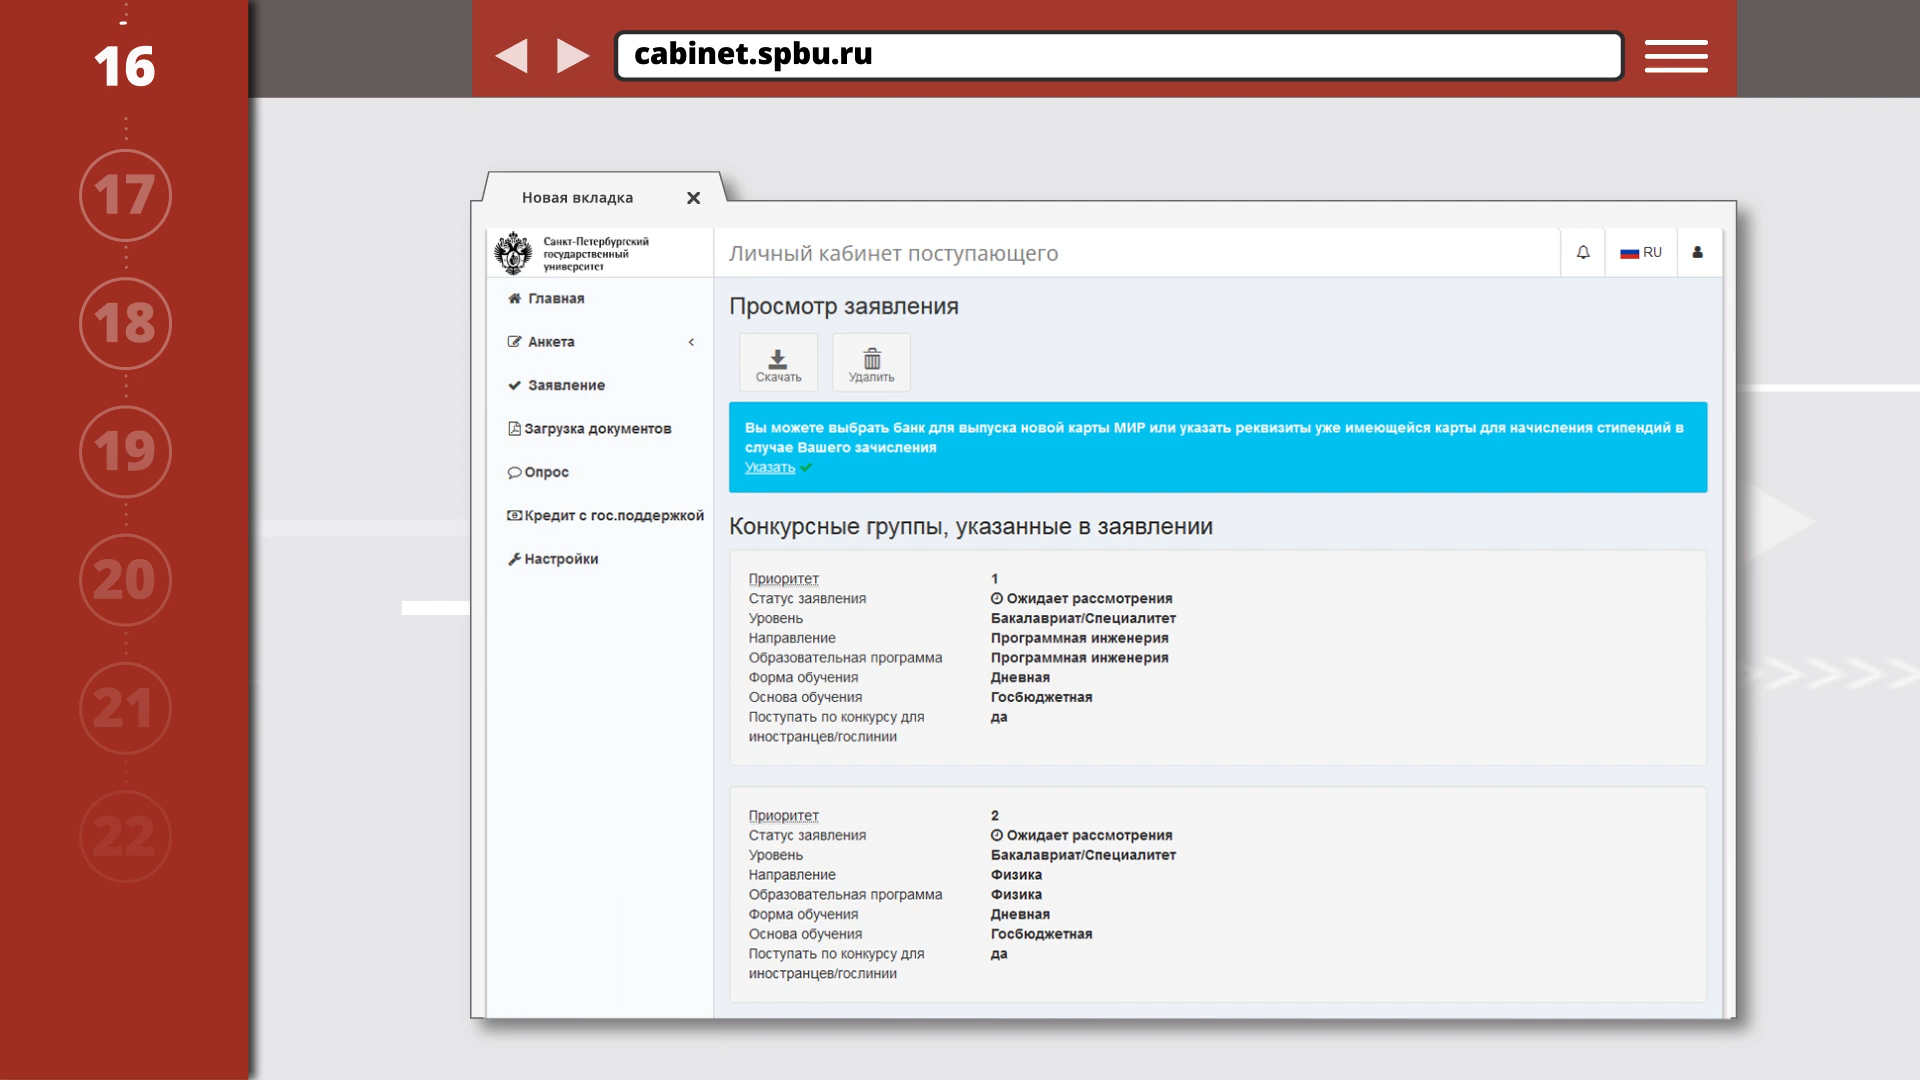 16
17
18
19
20
21
22
cabinet.spbu.ru
Новая вкладка
Санкт-Петербургский
государственный
университет
Личный кабинет поступающего
RU
Главная
Анкета
Заявление
Загрузка документов
Опрос
Кредит с гос.поддержкой
Настройки
Просмотр заявления
Скачать
Удалить
Вы можете выбрать банк для выпуска новой карты МИР или указать реквизиты уже имеющейся карты для начисления стипендий в
случае Вашего зачисления
Указать
Конкурсные группы, указанные в заявлении
Приоритет 1
Статус заявления Ожидает рассмотрения
Уровень Бакалавриат/Специалитет
Направление Программная инженерия
Образовательная программа Программная инженерия
Форма обучения Дневная
Основа обучения Госбюджетная
Поступать по конкурсу для да
иностранцев/гослинии
Приоритет 2
Статус заявления Ожидает рассмотрения
Уровень Бакалавриат/Специалитет
Направление Физика
Образовательная программа Физика
Форма обучения Дневная
Основа обучения Госбюджетная
Поступать по конкурсу для да
иностранцев/гослинии